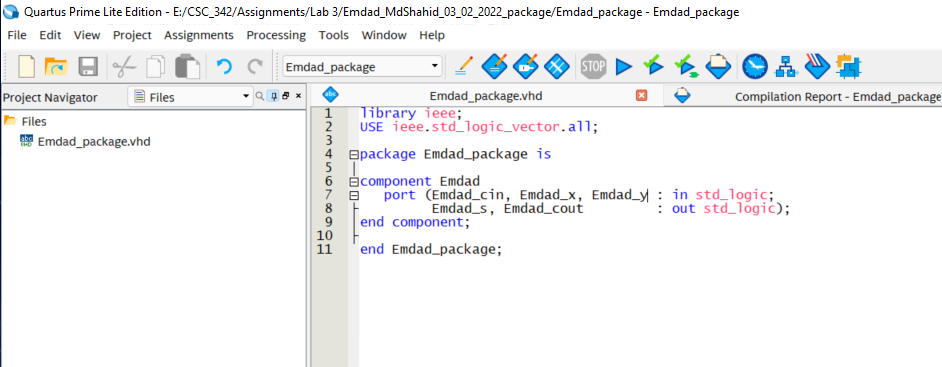 Quartus Prime Lite Edition - E:/CSC_342/Assignments/Lab 3/Emdad_MdShahid_03_02_2022_package/Emdad_package - Emdad_package
File Edit View Project Assignments Processing Tools Window Help
Emdad_package
STOP
Project Navigator Files
Files
Emdad_package.vhd
abc Emdad_package.vhd
Compilation Report - Emdad_package
1 library ieee;
2 USE ieee.std_logic_vector.all;
3
4 package Emdad_package is
5
6 component Emdad
7 port (Emdad_cin, Emdad_x, Emdad_y : in std_logic;
8 Emdad_s, Emdad_cout : out std_logic);
9 end component;
10
11 end Emdad_package;